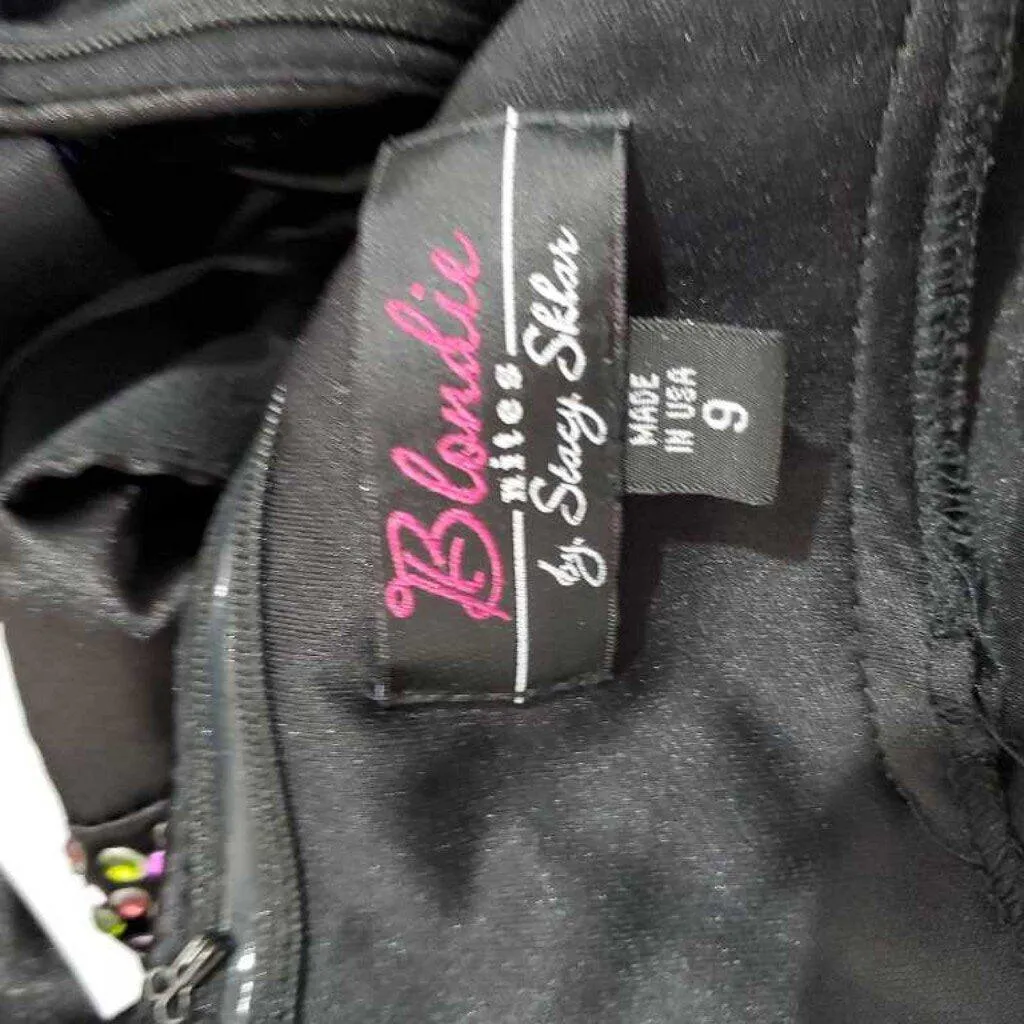 Blondie
nites
by. Stacy. Sklar
MADE
IN USA
9